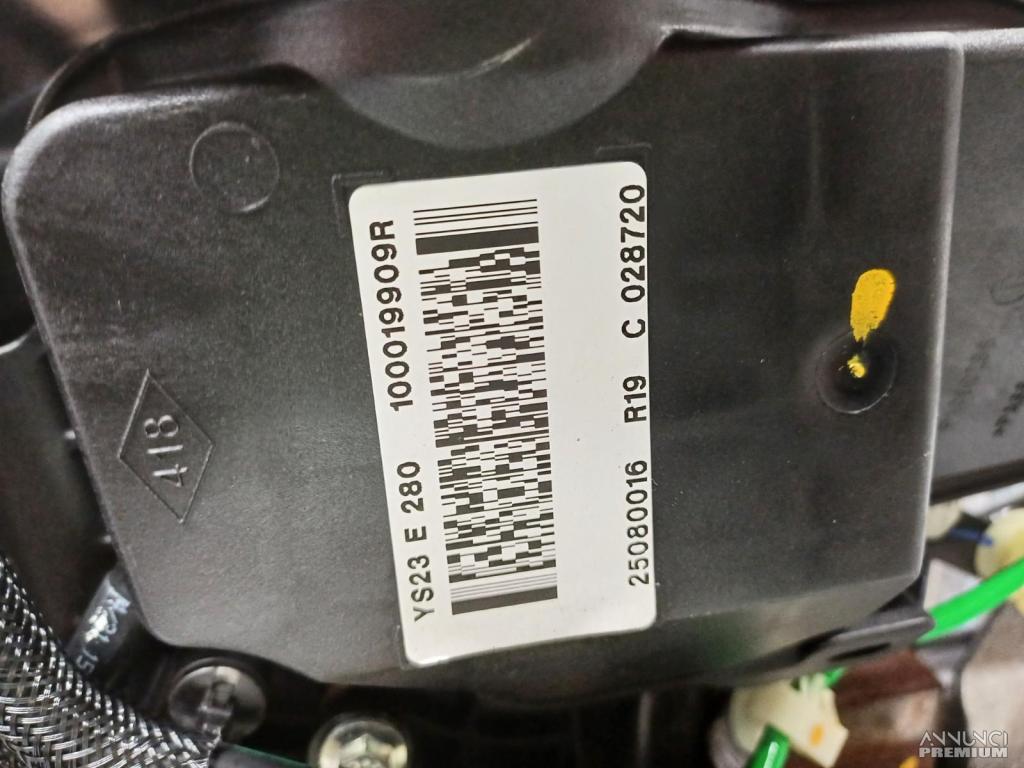 YS23 E 280 100019909R
25080016 R19 C 028720
418
ANNUNCI
PREMIUM